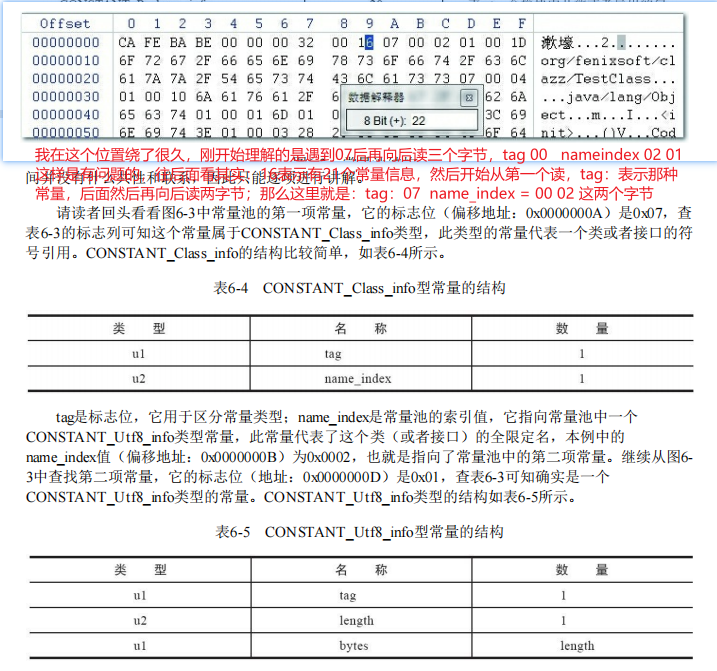 Offset 0 1 2 3 4 5 6 7 8 9 A B C D E F
00000000 CA FE BA BE 00 00 00 32 00 16 07 00 02 01 00 1D 漱壕...2........
00000010 6F 72 67 2F 66 65 6E 69 78 73 6F 66 74 2F 63 6C org/fenixsoft/cl
00000020 61 7A 7A 2F 54 65 73 74 43 6C 61 73 73 07 00 04 azz/TestClass...
00000030 01 00 10 6A 61 76 61 2F 6 62 6A ...java/lang/Obj
00000040 65 63 74 01 00 01 6D 01 0 3C 69 ect...m...I...<i
00000050 6E 69 74 3E 01 00 03 28 2 6F 64 nit>...()V...Cod
数据解释器
8 Bit (+): 22
我在这个位置绕了很久，刚开始理解的是遇到07后再向后读三个字节，tag 00 nameindex 02 01
这样是有问题的，往后面看其实：16表示有21个常量信息，然后开始从第一个读，tag：表示那种
常量，后面然后再向后读两字节；那么这里就是：tag：07 name_index = 00 02 这两个字节
请读者回头看看图6-3中常量池的第一项常量，它的标志位（偏移地址：0x0000000A）是0x07，查
表6-3的标志列可知这个常量属于CONSTANT_Class_info类型，此类型的常量代表一个类或者接口的符
号引用。CONSTANT_Class_info的结构比较简单，如表6-4所示。
表6-4 CONSTANT_Class_info型常量的结构
类 型 名 称 数 量
u1 tag 1
u2 name_index 1
tag是标志位，它用于区分常量类型；name_index是常量池的索引值，它指向常量池中一个
CONSTANT_Utf8_info类型常量，此常量代表了这个类（或者接口）的全限定名，本例中的
name_index值（偏移地址：0x0000000B）为0x0002，也就是指向了常量池中的第二项常量。继续从图6-
3中查找第二项常量，它的标志位（地址：0x0000000D）是0x01，查表6-3可知确实是一个
CONSTANT_Utf8_info类型的常量。CONSTANT_Utf8_info类型的结构如表6-5所示。
表6-5 CONSTANT_Utf8_info型常量的结构
类 型 名 称 数 量
u1 tag 1
u2 length 1
u1 bytes length